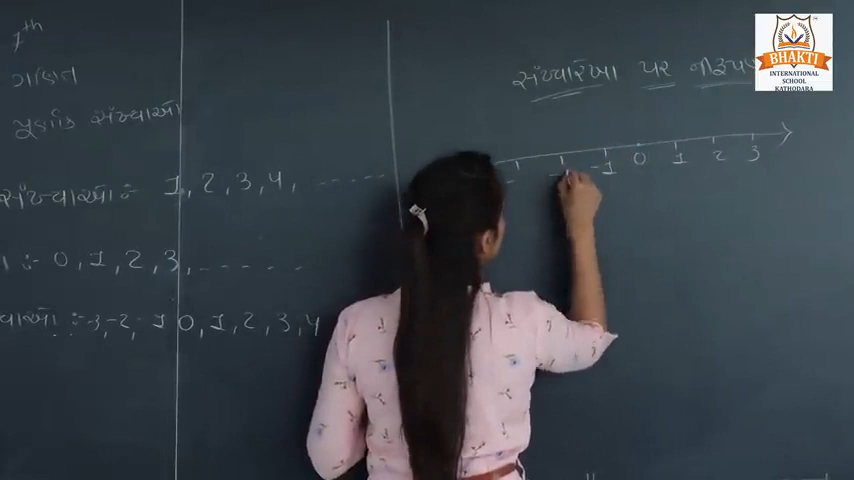 7th
ગણિત
પૂર્ણાંક સંખ્યાઓ
સંખ્યાઓ :- 1, 2, 3, 4, ......
:- 0, 1, 2, 3, ......
:- -3, -2, -1 0, 1, 2, 3, 4
સંખ્યારેખા પર નીરૂપણ
-1 0 1 2 3
BHAKTI
INTERNATIONAL
SCHOOL
KATHODARA